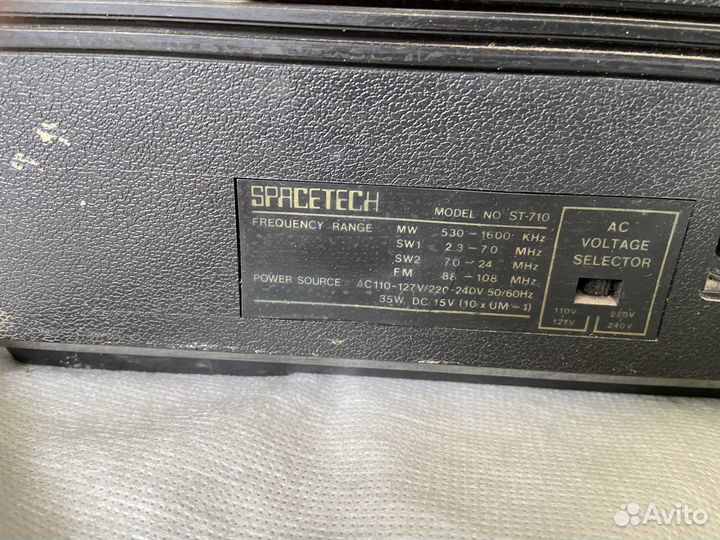 SPACETECH
MODEL NO ST-710
FREQUENCY RANGE MW 530-1600 KHz
SW1 2.3-7.0 MHz
SW2 7.0-24 MHz
FM 88-108 MHz
POWER SOURCE AC110-127V/220-240V 50/60Hz
35W, DC 15V (10 x UM-1)
AC
VOLTAGE
SELECTOR
110V 220V
127V 240V
Avito